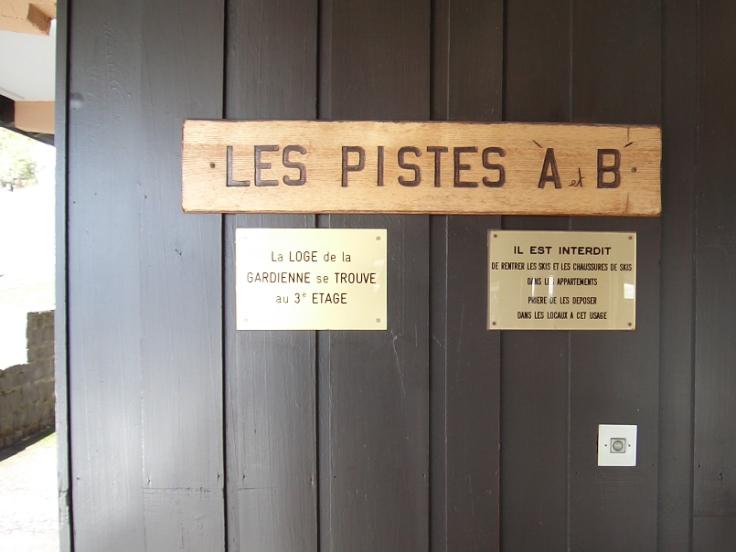 LES PISTES À et B̀
La LOGE de la
GARDIENNE se TROUVE
au 3e ETAGE
IL EST INTERDIT
DE RENTRER LES SKIS ET LES CHAUSSURES DE SKIS
DANS LES APPARTEMENTS
PRIERE DE LES DEPOSER
DANS LES LOCAUX A CET USAGE